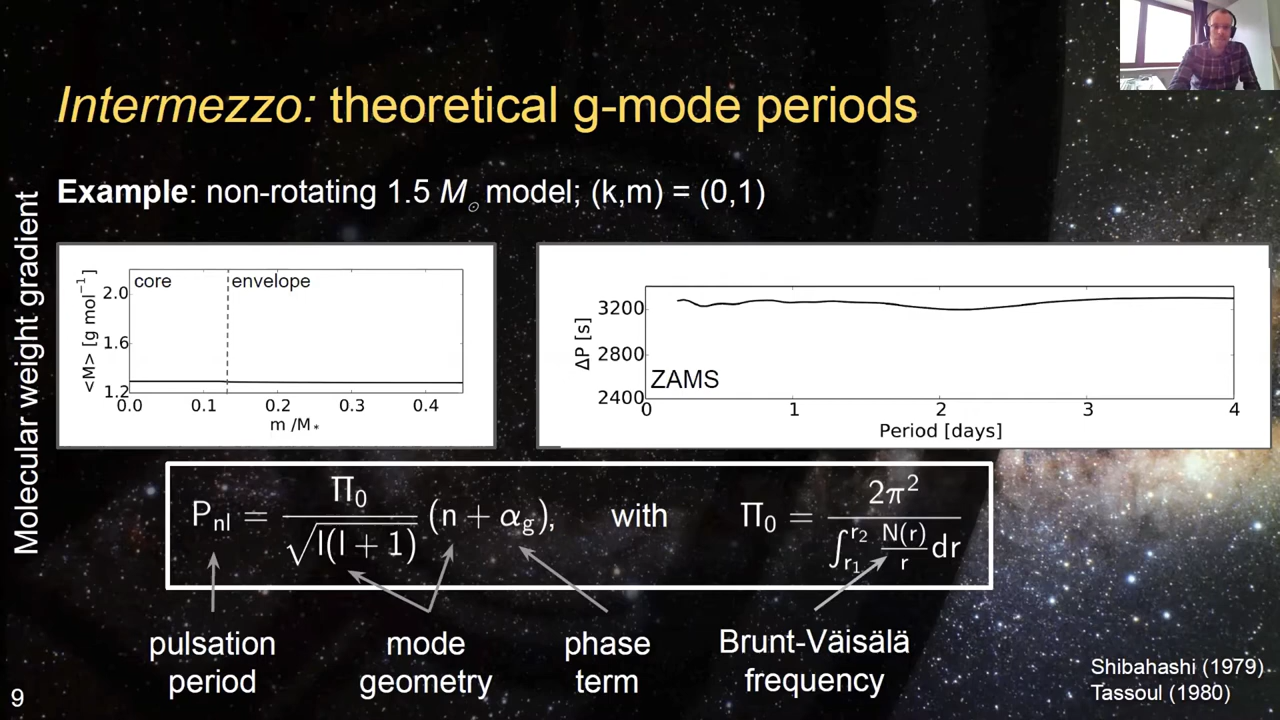 Intermezzo: theoretical g-mode periods
Example: non-rotating 1.5 M☉ model; (k,m) = (0,1)
Molecular weight gradient
core envelope
<M> [g mol⁻¹]
2.0
1.6
1.2
0.0 0.1 0.2 0.3 0.4
m /M*
ΔP [s]
3200
2800
2400
ZAMS
0 1 2 3 4
Period [days]
P_nl = Π₀ / √(l(l + 1)) (n + α_g), with Π₀ = 2π² / ∫_{r₁}^{r₂} N(r)/r dr
pulsation
period
mode
geometry
phase
term
Brunt-Väisälä
frequency
Shibahashi (1979)
Tassoul (1980)
9